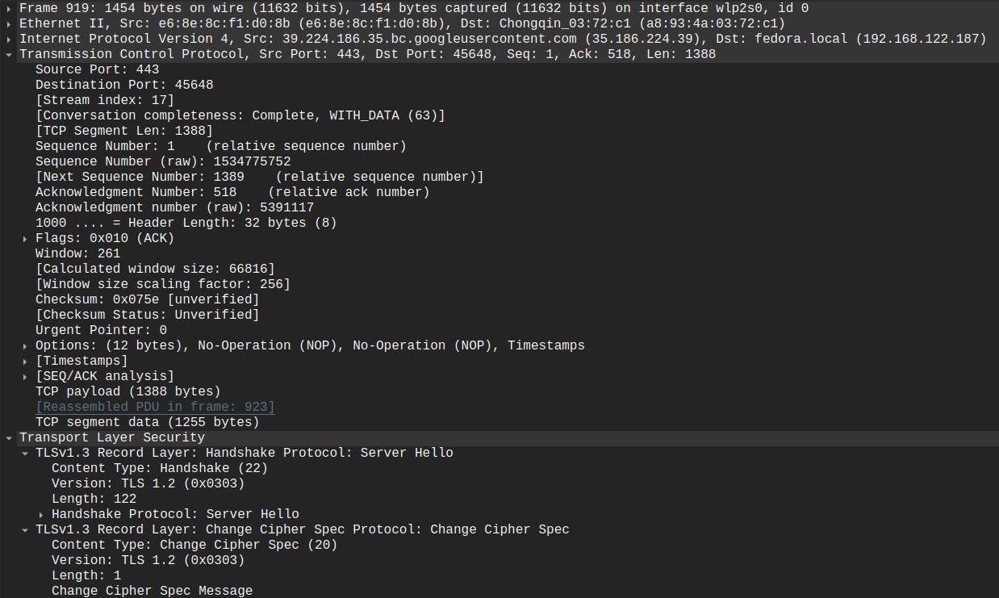 Frame 919: 1454 bytes on wire (11632 bits), 1454 bytes captured (11632 bits) on interface wlp2s0, id 0
Ethernet II, Src: e6:8e:8c:f1:d0:8b (e6:8e:8c:f1:d0:8b), Dst: Chongqin_03:72:c1 (a8:93:4a:03:72:c1)
Internet Protocol Version 4, Src: 39.224.186.35.bc.googleusercontent.com (35.186.224.39), Dst: fedora.local (192.168.122.187)
Transmission Control Protocol, Src Port: 443, Dst Port: 45648, Seq: 1, Ack: 518, Len: 1388
Source Port: 443
Destination Port: 45648
[Stream index: 17]
[Conversation completeness: Complete, WITH_DATA (63)]
[TCP Segment Len: 1388]
Sequence Number: 1    (relative sequence number)
Sequence Number (raw): 1534775752
[Next Sequence Number: 1389    (relative sequence number)]
Acknowledgment Number: 518    (relative ack number)
Acknowledgment number (raw): 5391117
1000 .... = Header Length: 32 bytes (8)
Flags: 0x010 (ACK)
Window: 261
[Calculated window size: 66816]
[Window size scaling factor: 256]
Checksum: 0x075e [unverified]
[Checksum Status: Unverified]
Urgent Pointer: 0
Options: (12 bytes), No-Operation (NOP), No-Operation (NOP), Timestamps
[Timestamps]
[SEQ/ACK analysis]
TCP payload (1388 bytes)
[Reassembled PDU in frame: 923]
TCP segment data (1255 bytes)
Transport Layer Security
TLSv1.3 Record Layer: Handshake Protocol: Server Hello
Content Type: Handshake (22)
Version: TLS 1.2 (0x0303)
Length: 122
Handshake Protocol: Server Hello
TLSv1.3 Record Layer: Change Cipher Spec Protocol: Change Cipher Spec
Content Type: Change Cipher Spec (20)
Version: TLS 1.2 (0x0303)
Length: 1
Change Cipher Spec Message